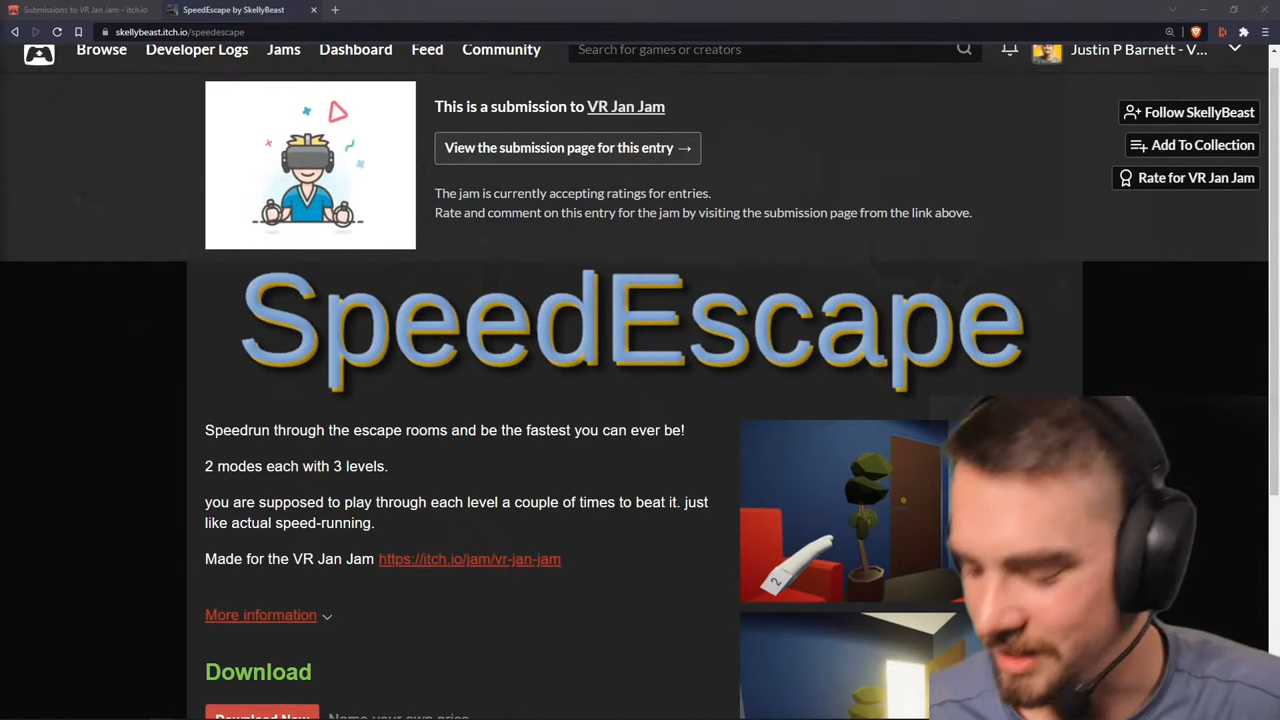 Submissions to VR Jan Jam - itch.io
SpeedEscape by SkellyBeast
skellybeast.itch.io/speedescape
Browse
Developer Logs
Jams
Dashboard
Feed
Community
Search for games or creators
Justin P Barnett - V...
This is a submission to VR Jan Jam
View the submission page for this entry →
The jam is currently accepting ratings for entries.
Rate and comment on this entry for the jam by visiting the submission page from the link above.
Follow SkellyBeast
Add To Collection
Rate for VR Jan Jam
SpeedEscape
Speedrun through the escape rooms and be the fastest you can ever be!
2 modes each with 3 levels.
you are supposed to play through each level a couple of times to beat it. just
like actual speed-running.
Made for the VR Jan Jam https://itch.io/jam/vr-jan-jam
More information
Download
Download Now
Name your own price
2